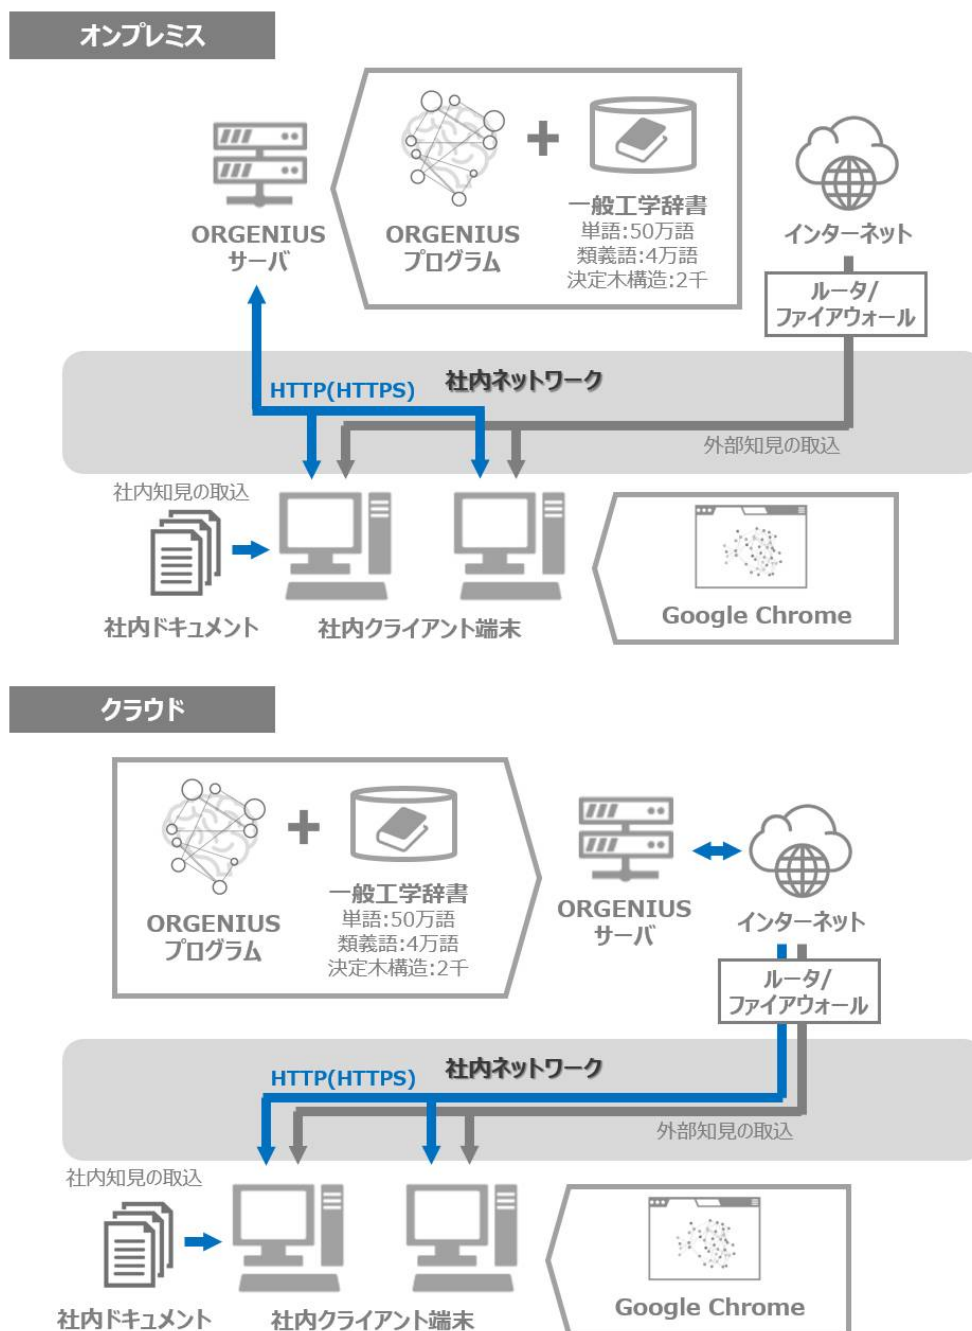 オンプレミス
ORGENIUS
サーバ
ORGENIUS
プログラム
一般工学辞書
単語:50万語
類義語:4万語
決定木構造:2千
インターネット
ルータ/
ファイアウォール
社内ネットワーク
HTTP(HTTPS)
外部知見の取込
社内知見の取込
社内ドキュメント
社内クライアント端末
Google Chrome
クラウド
ORGENIUS
プログラム
一般工学辞書
単語:50万語
類義語:4万語
決定木構造:2千
ORGENIUS
サーバ
インターネット
ルータ/
ファイアウォール
社内ネットワーク
HTTP(HTTPS)
外部知見の取込
社内知見の取込
社内ドキュメント
社内クライアント端末
Google Chrome